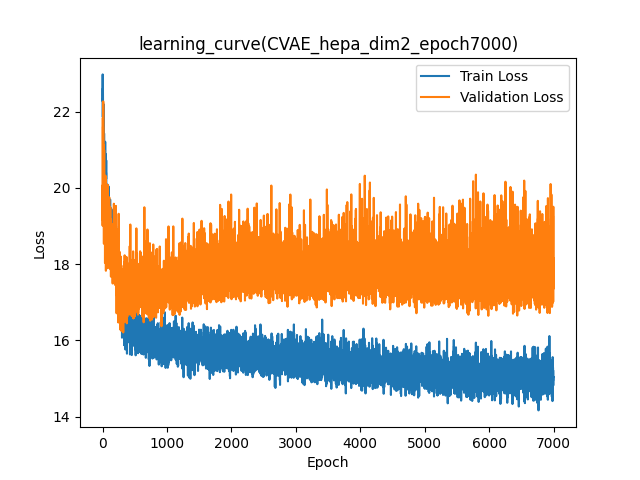 learning_curve(CVAE_hepa_dim2_epoch7000)
Train Loss
Validation Loss
22
20
18
16
14
Loss
0 1000 2000 3000 4000 5000 6000 7000
Epoch